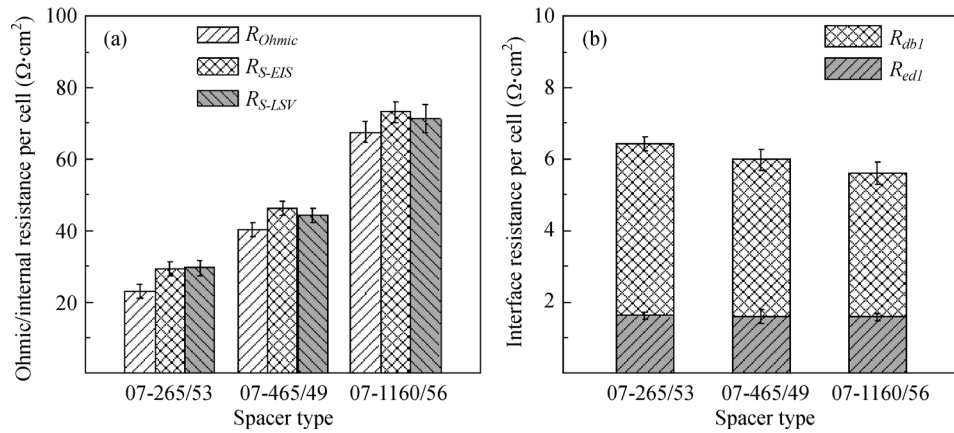 (a)
R_Ohmic
R_S-EIS
R_S-LSV
100
80
60
40
20
Ohmic/internal resistance per cell (Ω·cm²)
07-265/53 07-465/49 07-1160/56
Spacer type
(b)
R_db1
R_ed1
10
8
6
4
2
Interface resistance per cell (Ω·cm²)
07-265/53 07-465/49 07-1160/56
Spacer type